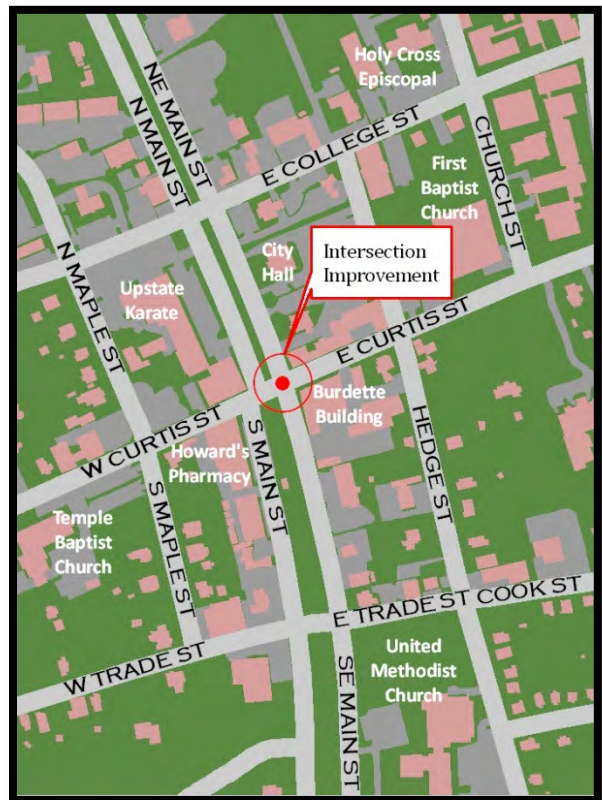 Holy Cross
Episcopal
NE MAIN ST
N MAIN ST
E COLLEGE ST
CHURCH ST
First
Baptist
Church
N MAPLE ST
City
Hall
Intersection
Improvement
Upstate
Karate
E CURTIS ST
Burdette
Building
W CURTIS ST
Howard's
Pharmacy
S MAIN ST
HEDGE ST
S MAPLE ST
Temple
Baptist
Church
E TRADE ST
COOK ST
W TRADE ST
United
Methodist
Church
SE MAIN ST